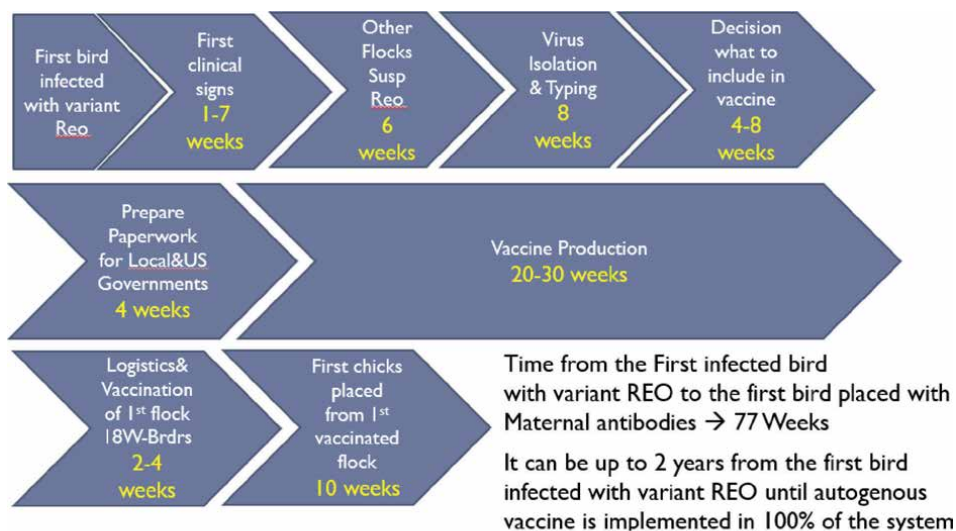 First bird
infected
with variant
Reo
First
clinical
signs
1-7
weeks
Other
Flocks
Susp
Reo
6
weeks
Virus
Isolation
& Typing
8
weeks
Decision
what to
include in
vaccine
4-8
weeks
Prepare
Paperwork
for Local&US
Governments
4 weeks
Vaccine Production
20-30 weeks
Logistics&
Vaccination
of 1st flock
18W-Brdrs
2-4
weeks
First chicks
placed
from 1st
vaccinated
flock
10 weeks
Time from the First infected bird
with variant REO to the first bird placed with
Maternal antibodies → 77 Weeks
It can be up to 2 years from the first bird
infected with variant REO until autogenous
vaccine is implemented in 100% of the system